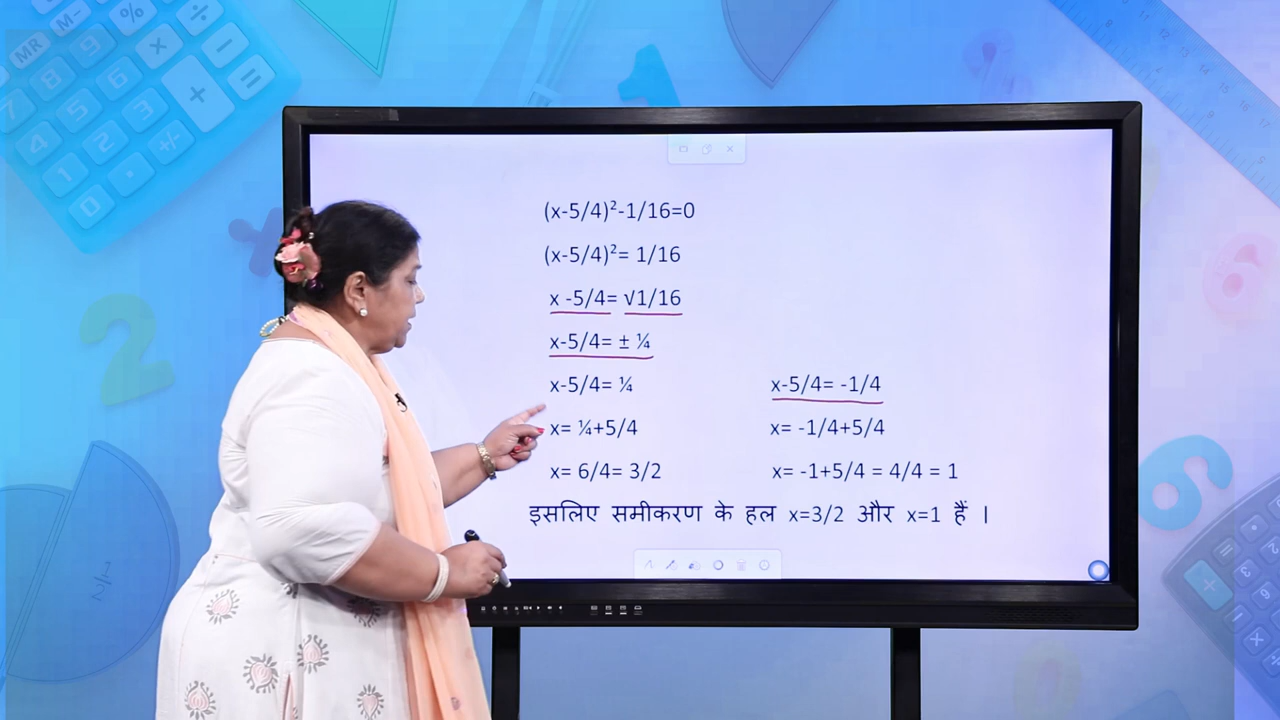 (x-5/4)²-1/16=0
(x-5/4)²= 1/16
x -5/4= √1/16
x-5/4= ± ¼
x-5/4= ¼
x-5/4= -1/4
x= ¼+5/4
x= -1/4+5/4
x= 6/4= 3/2
x= -1+5/4 = 4/4 = 1
इसलिए समीकरण के हल x=3/2 और x=1 हैं ।